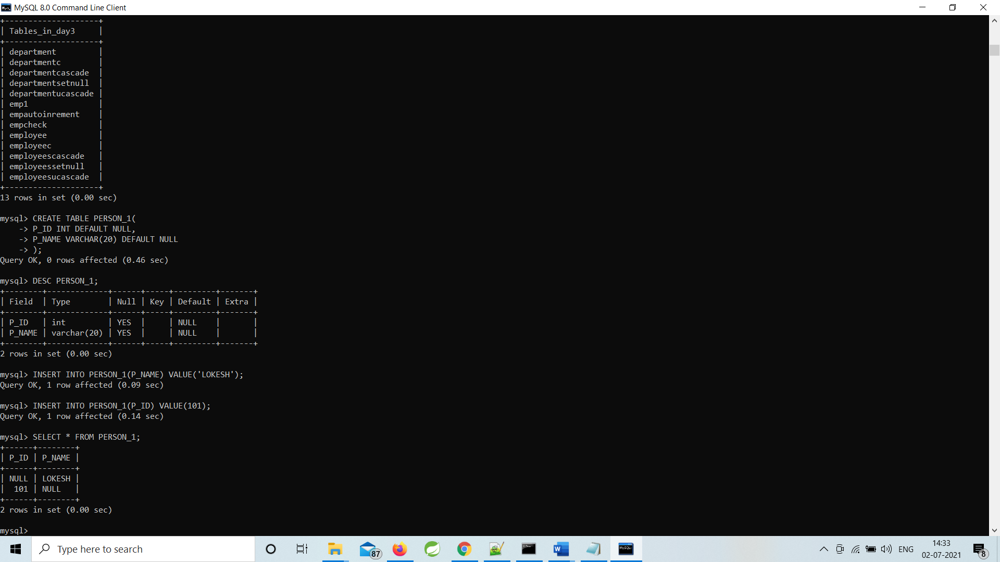 MySQL 8.0 Command Line Client
+--------------------+
| Tables_in_day3     |
+--------------------+
| department         |
| departmentc        |
| departmentcascade  |
| departmentsetnull  |
| departmentucascade |
| emp1               |
| empautoinrement    |
| empcheck           |
| employee           |
| employeec          |
| employeescascade   |
| employeessetnull   |
| employeesucascade  |
+--------------------+
13 rows in set (0.00 sec)
mysql> CREATE TABLE PERSON_1(
    -> P_ID INT DEFAULT NULL,
    -> P_NAME VARCHAR(20) DEFAULT NULL
    -> );
Query OK, 0 rows affected (0.46 sec)
mysql> DESC PERSON_1;
+--------+-------------+------+-----+---------+-------+
| Field  | Type        | Null | Key | Default | Extra |
+--------+-------------+------+-----+---------+-------+
| P_ID   | int         | YES  |     | NULL    |       |
| P_NAME | varchar(20) | YES  |     | NULL    |       |
+--------+-------------+------+-----+---------+-------+
2 rows in set (0.00 sec)
mysql> INSERT INTO PERSON_1(P_NAME) VALUE('LOKESH');
Query OK, 1 row affected (0.09 sec)
mysql> INSERT INTO PERSON_1(P_ID) VALUE(101);
Query OK, 1 row affected (0.14 sec)
mysql> SELECT * FROM PERSON_1;
+------+--------+
| P_ID | P_NAME |
+------+--------+
| NULL | LOKESH |
|  101 | NULL   |
+------+--------+
2 rows in set (0.00 sec)
mysql>
Type here to search
87
W
MySQL
ENG
14:33
02-07-2021
8